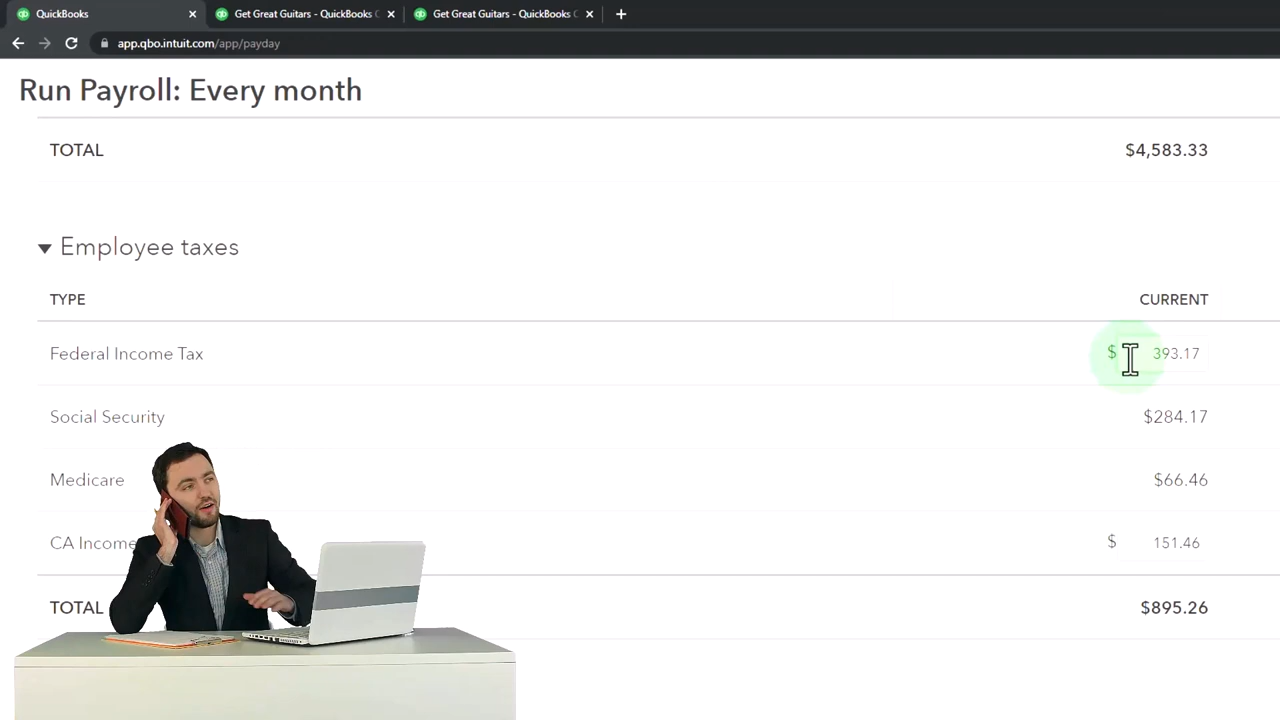 QuickBooks
Get Great Guitars - QuickBooks
Get Great Guitars - QuickBooks
app.qbo.intuit.com/app/payday
Run Payroll: Every month
TOTAL $4,583.33
Employee taxes
TYPE CURRENT
Federal Income Tax $ 393.17
Social Security $284.17
Medicare $66.46
CA Income $ 151.46
TOTAL $895.26